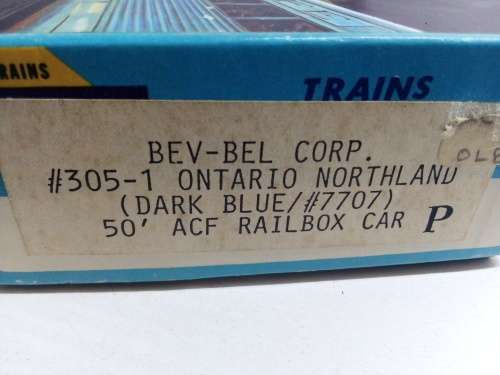 TRAINS
TRAINS
BEV-BEL CORP.
#305-1 ONTARIO NORTHLAND
(DARK BLUE/#7707)
50' ACF RAILBOX CAR P